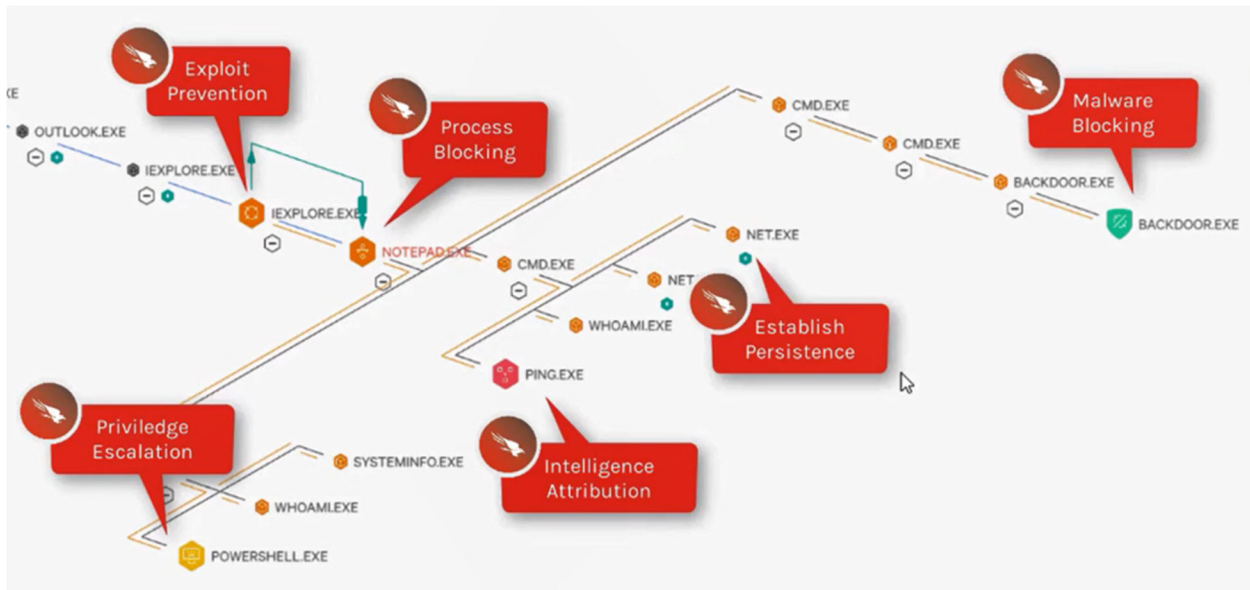 Exploit
Prevention
XE
OUTLOOK.EXE
IEXPLORE.EXE
IEXPLORE.EXE
Process
Blocking
NOTEPAD.EXE
CMD.EXE
CMD.EXE
BACKDOOR.EXE
BACKDOOR.EXE
Malware
Blocking
CMD.EXE
NET.EXE
NET
WHOAMI.EXE
PING.EXE
Establish
Persistence
Priviledge
Escalation
SYSTEMINFO.EXE
WHOAMI.EXE
POWERSHELL.EXE
Intelligence
Attribution